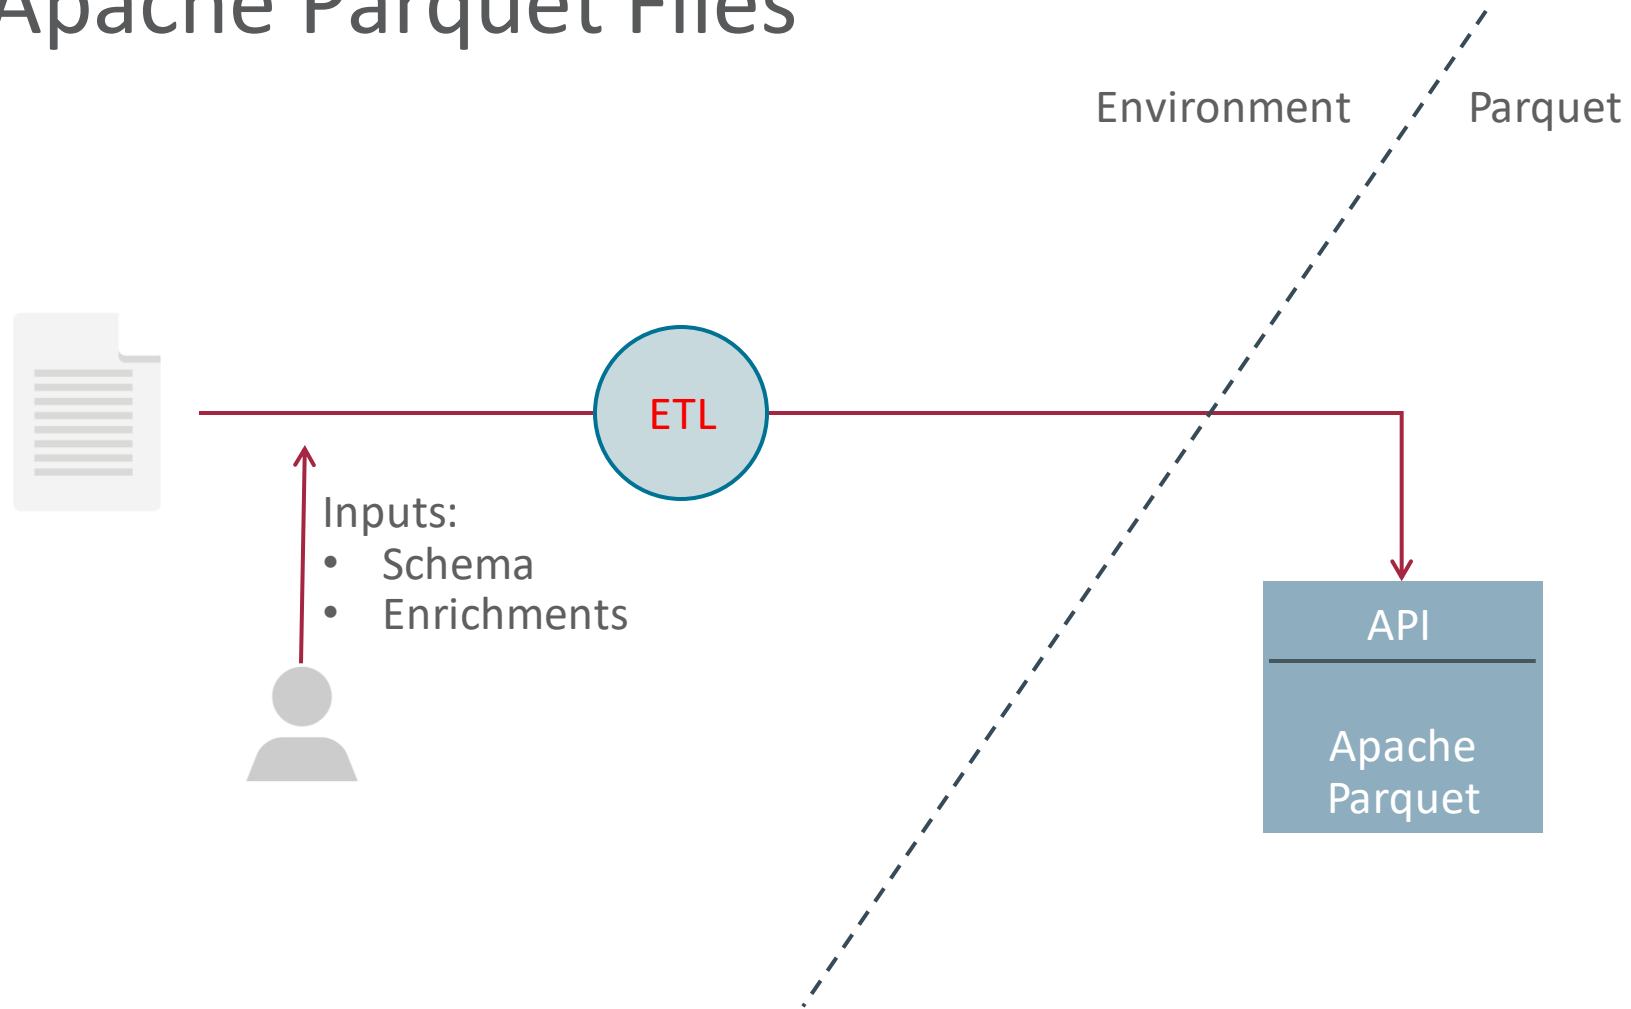 Apache Parquet Files
Environment
Parquet
ETL
Inputs:
• Schema
• Enrichments
API
Apache
Parquet